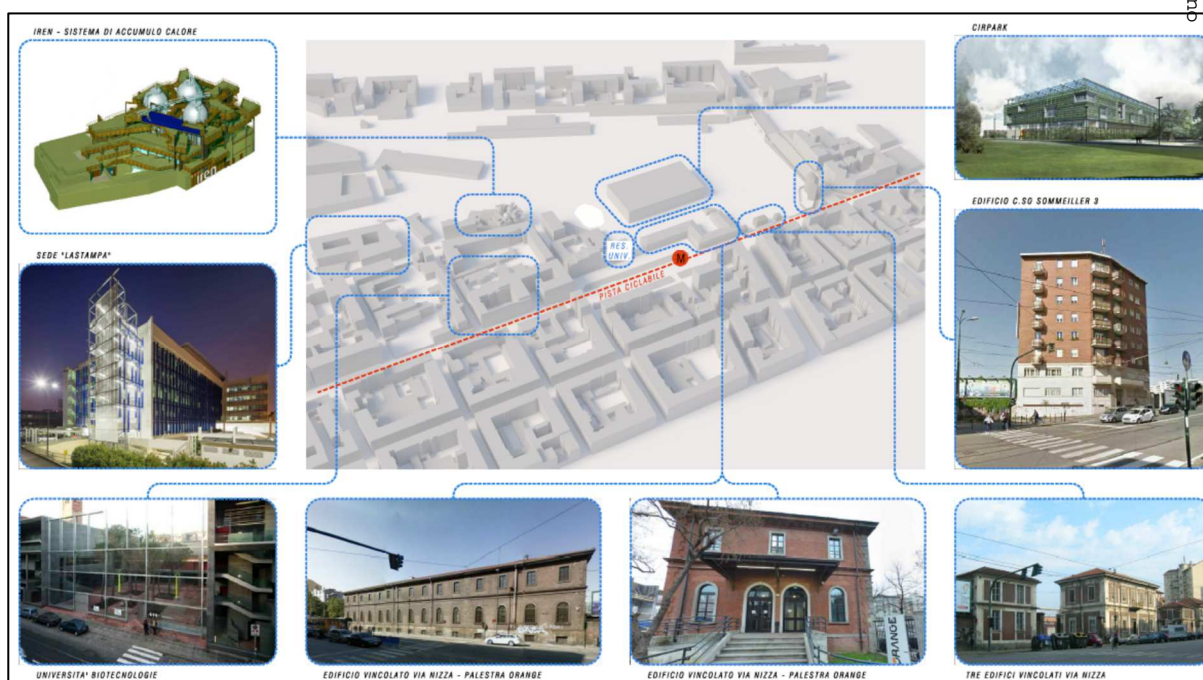 no
IREN - SISTEMA DI ACCUMULO CALORE
CIRPARK
iren
EDIFICIO C.SO SOMMEILLER 3
SEDE "LASTAMPA"
RES.
UNIV.
M
PISTA CICLABILE
ORANGE
UNIVERSITA' BIOTECNOLOGIE
EDIFICIO VINCOLATO VIA NIZZA - PALESTRA ORANGE
EDIFICIO VINCOLATO VIA NIZZA - PALESTRA ORANGE
TRE EDIFICI VINCOLATI VIA NIZZA